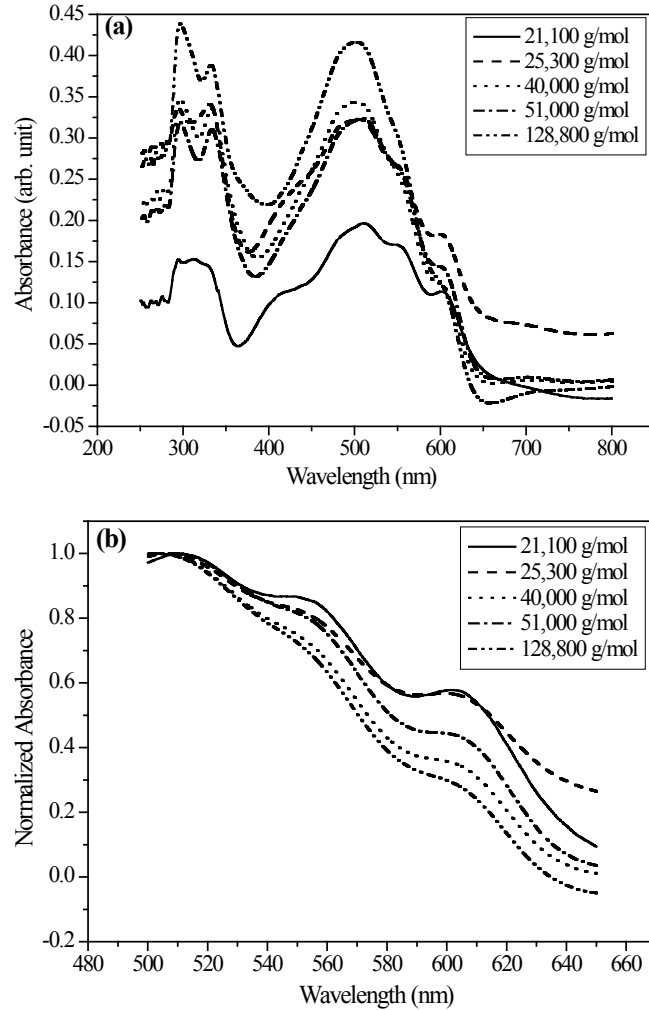 (a)
21,100 g/mol
25,300 g/mol
40,000 g/mol
51,000 g/mol
128,800 g/mol
0.45
0.40
0.35
0.30
0.25
0.20
0.15
0.10
0.05
0.00
-0.05
Absorbance (arb. unit)
200 300 400 500 600 700 800
Wavelength (nm)
(b)
21,100 g/mol
25,300 g/mol
40,000 g/mol
51,000 g/mol
128,800 g/mol
1.0
0.8
0.6
0.4
0.2
0.0
-0.2
Normalized Absorbance
480 500 520 540 560 580 600 620 640 660
Wavelength (nm)